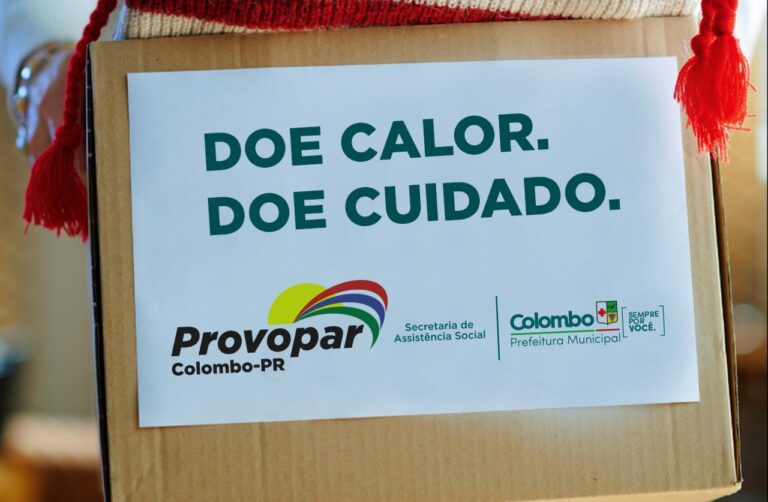 DOE CALOR.
DOE CUIDADO.
Provopar
Colombo-PR
Secretaria de
Assistência Social
Colombo
Prefeitura Municipal
SEMPRE
POR
VOCÊ.